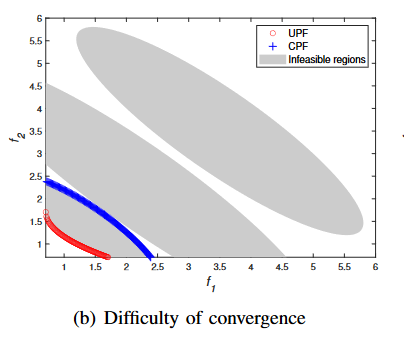 6
5.5
5
4.5
4
3.5
3
2.5
2
1.5
1
f2
UPF
CPF
Infeasible regions
1 1.5 2 2.5 3 3.5 4 4.5 5 5.5 6
f1
(b) Difficulty of convergence